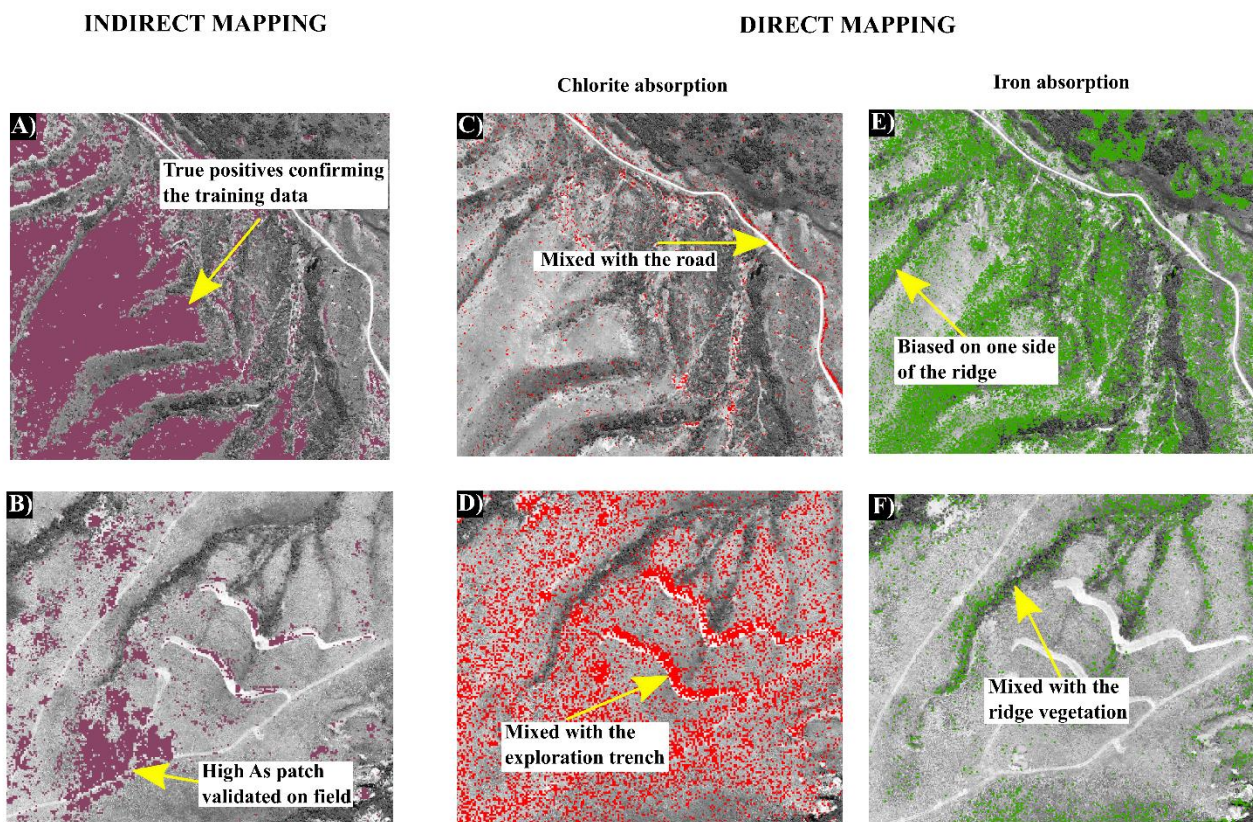 INDIRECT MAPPING
DIRECT MAPPING
Chlorite absorption
Iron absorption
A)
True positives confirming
the training data
C)
Mixed with the road
E)
Biased on one side
of the ridge
B)
High As patch
validated on field
D)
Mixed with the
exploration trench
F)
Mixed with the
ridge vegetation